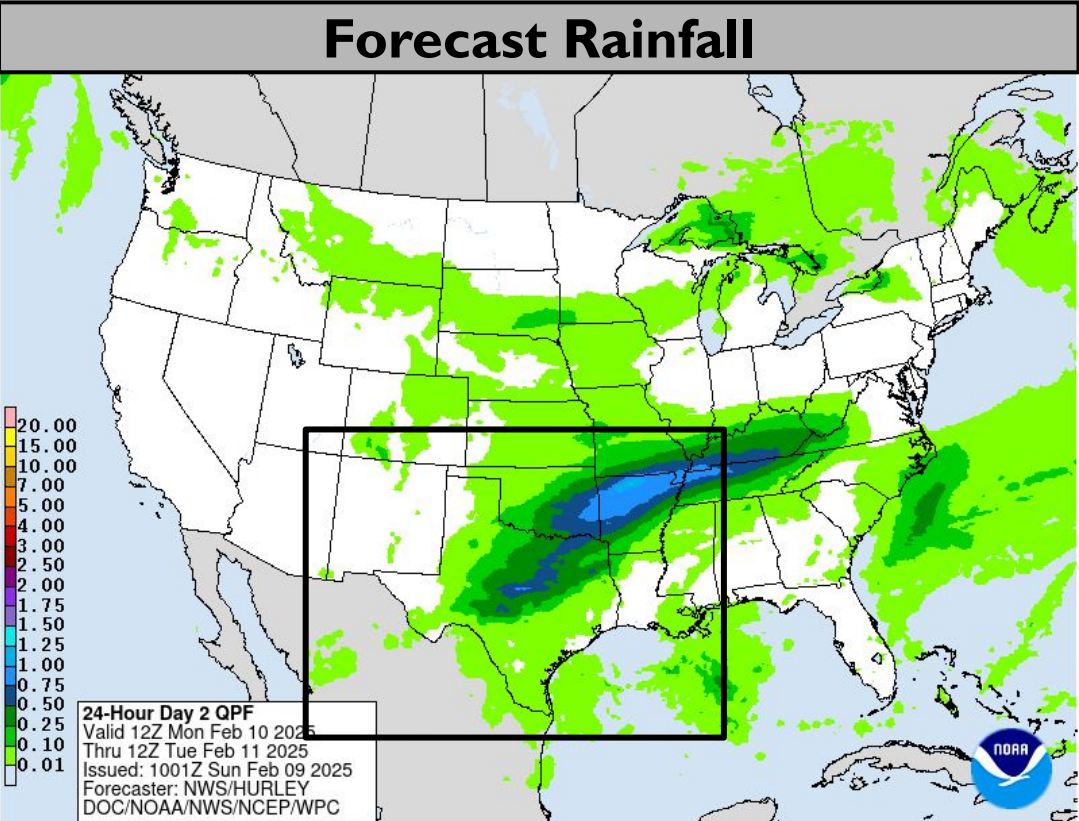 Forecast Rainfall
20.00
15.00
10.00
7.00
5.00
4.00
3.00
2.50
2.00
1.75
1.50
1.25
1.00
0.75
0.50
0.25
0.10
0.01
24-Hour Day 2 QPF
Valid 12Z Mon Feb 10 2025
Thru 12Z Tue Feb 11 2025
Issued: 1001Z Sun Feb 09 2025
Forecaster: NWS/HURLEY
DOC/NOAA/NWS/NCEP/WPC
NOAA